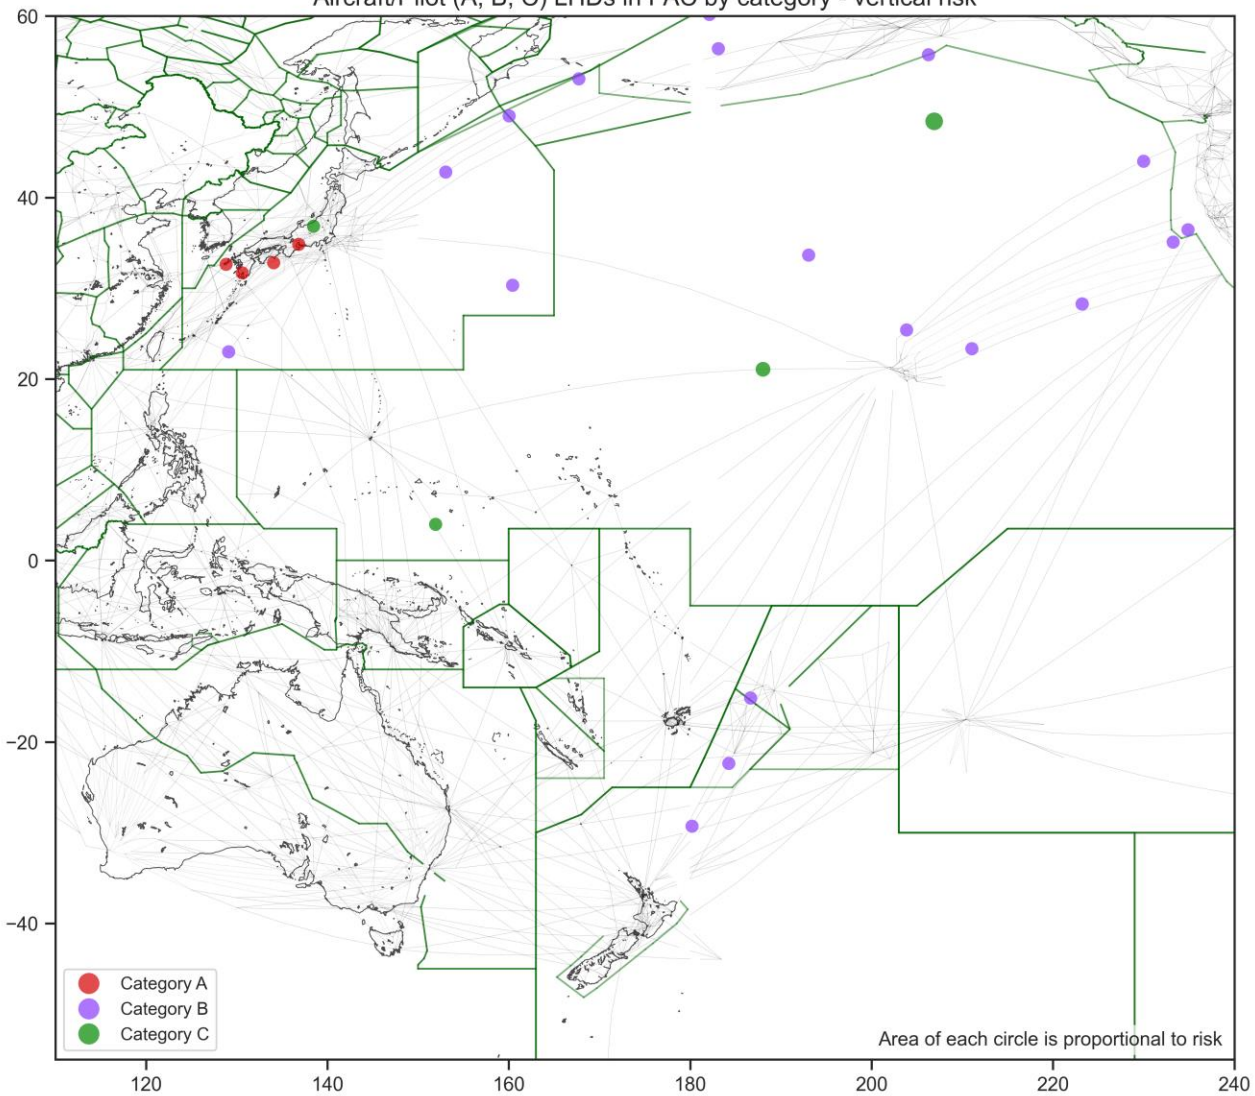 Aircraft/Pilot (A, B, C) LHDs in PAC by category - vertical risk
60
40
20
0
−20
−40
Category A
Category B
Category C
Area of each circle is proportional to risk
120 140 160 180 200 220 240